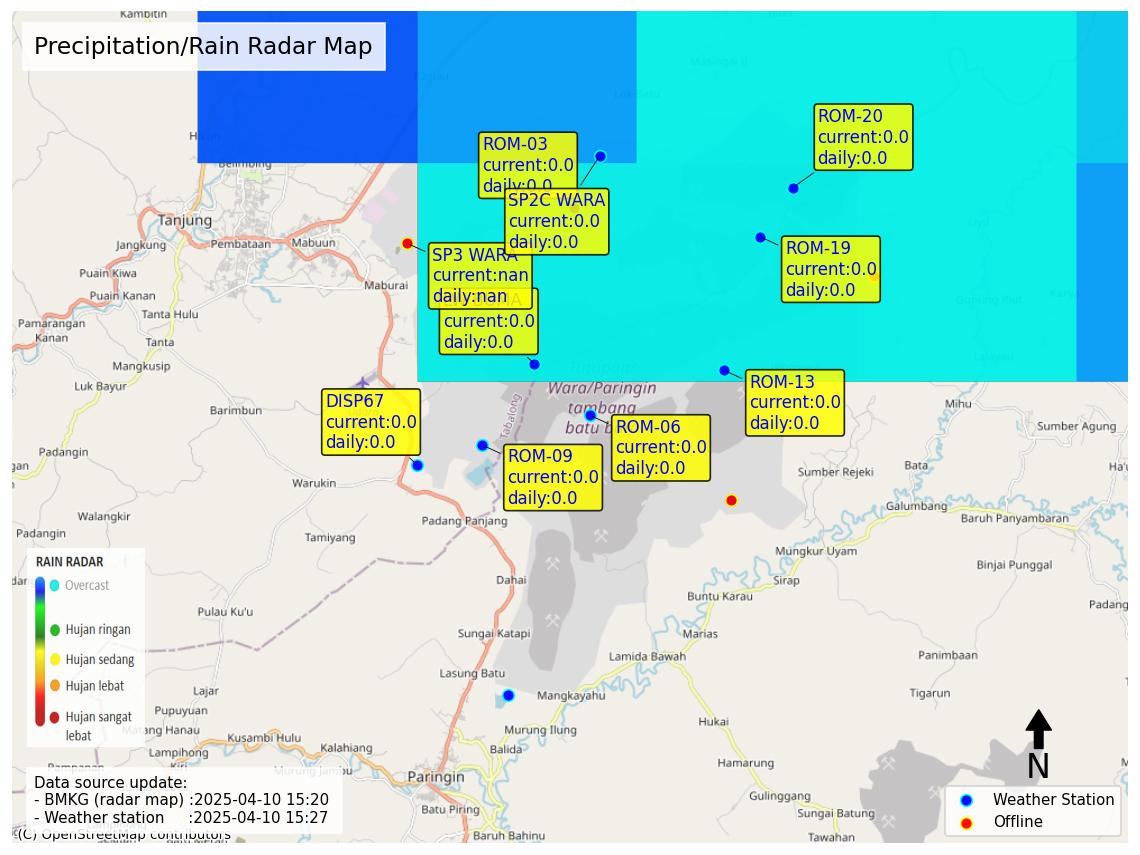 Kambitin
Precipitation/Rain Radar Map
ROM-20
current:0.0
daily:0.0
ROM-03
current:0.0
daily:0.0
SP2C WARA
current:0.0
daily:0.0
Belimbing
Tanjung
Jangkung
Pembataan
Mabuun
SP3 WARA
current:nan
daily:nan
current:0.0
daily:0.0
ROM-19
current:0.0
daily:0.0
Puain Kiwa
Maburai
Puain Kanan
Tanta Hulu
Pamarangan
Kanan
Tanta
Mangkusip
Luk Bayur
Wara/Paringin
tambang
batu b
ROM-13
current:0.0
daily:0.0
Barimbun
DISP67
current:0.0
daily:0.0
Tabalong
ROM-06
current:0.0
daily:0.0
Mihu
Sumber Agung
Padangin
ROM-09
current:0.0
daily:0.0
Bata
Sumber Rejeki
Warukin
Galumbang
Walangkir
Padang Panjang
Baruh Panyambaran
Padangin
Tamiyang
Mungkur Uyam
Binjai Punggal
Dahai
Sirap
Buntu Karau
Padang
Pulau Ku'u
Sungai Katapi
Marias
Lamida Bawah
Panimbaan
Lasung Batu
Lajar
Mangkayahu
Tigarun
Pupuyuan
Matang Hanau
Murung Ilung
Hukai
Kusambi Hulu
Lampihong
Kalahiang
Balida
Hamarung
Murung Jambu
Paringin
Gulinggang
Batu Piring
Sungai Batung
Baruh Bahinu
Tawahan
RAIN RADAR
Overcast
Hujan ringan
Hujan sedang
Hujan lebat
Hujan sangat
lebat
Data source update:
- BMKG (radar map) :2025-04-10 15:20
- Weather station :2025-04-10 15:27
(C) OpenStreetMap contributors
N
Weather Station
Offline